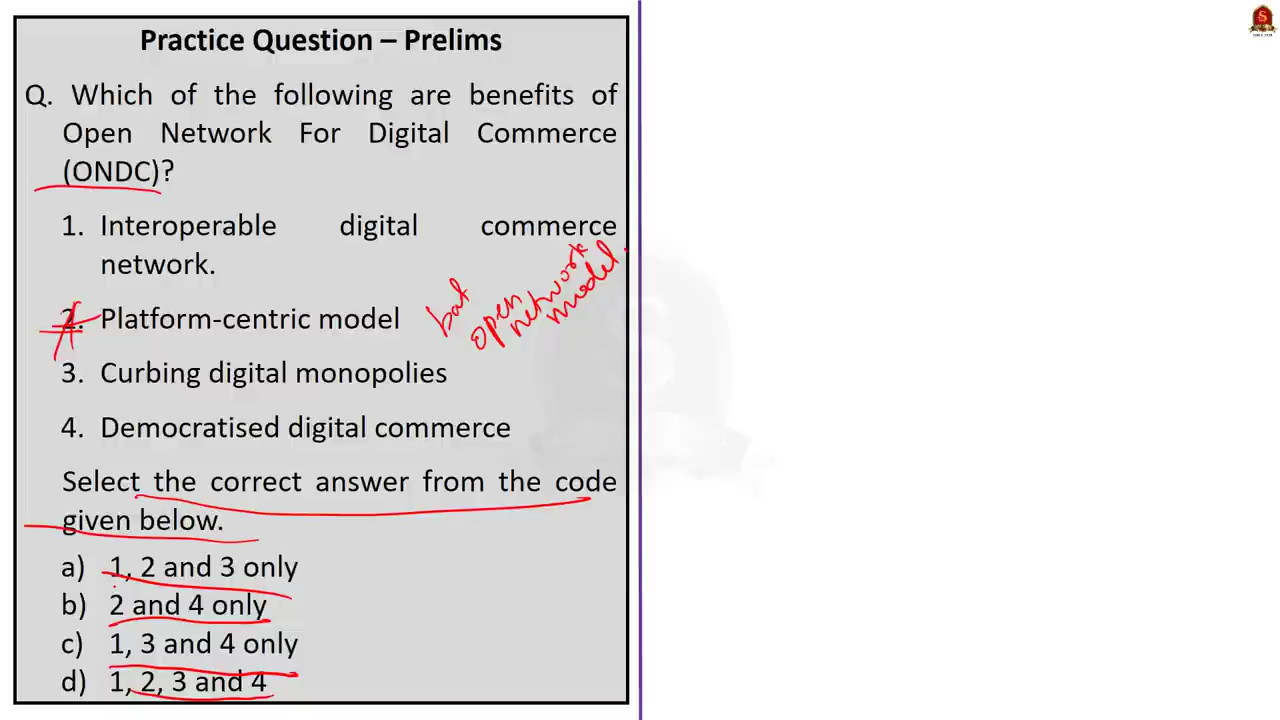 Practice Question – Prelims
Q. Which of the following are benefits of
Open Network For Digital Commerce
(ONDC)?
1. Interoperable digital commerce
network.
2. Platform-centric model
but
open
network
model.
3. Curbing digital monopolies
4. Democratised digital commerce
Select the correct answer from the code
given below.
a) 1, 2 and 3 only
b) 2 and 4 only
c) 1, 3 and 4 only
d) 1, 2, 3 and 4